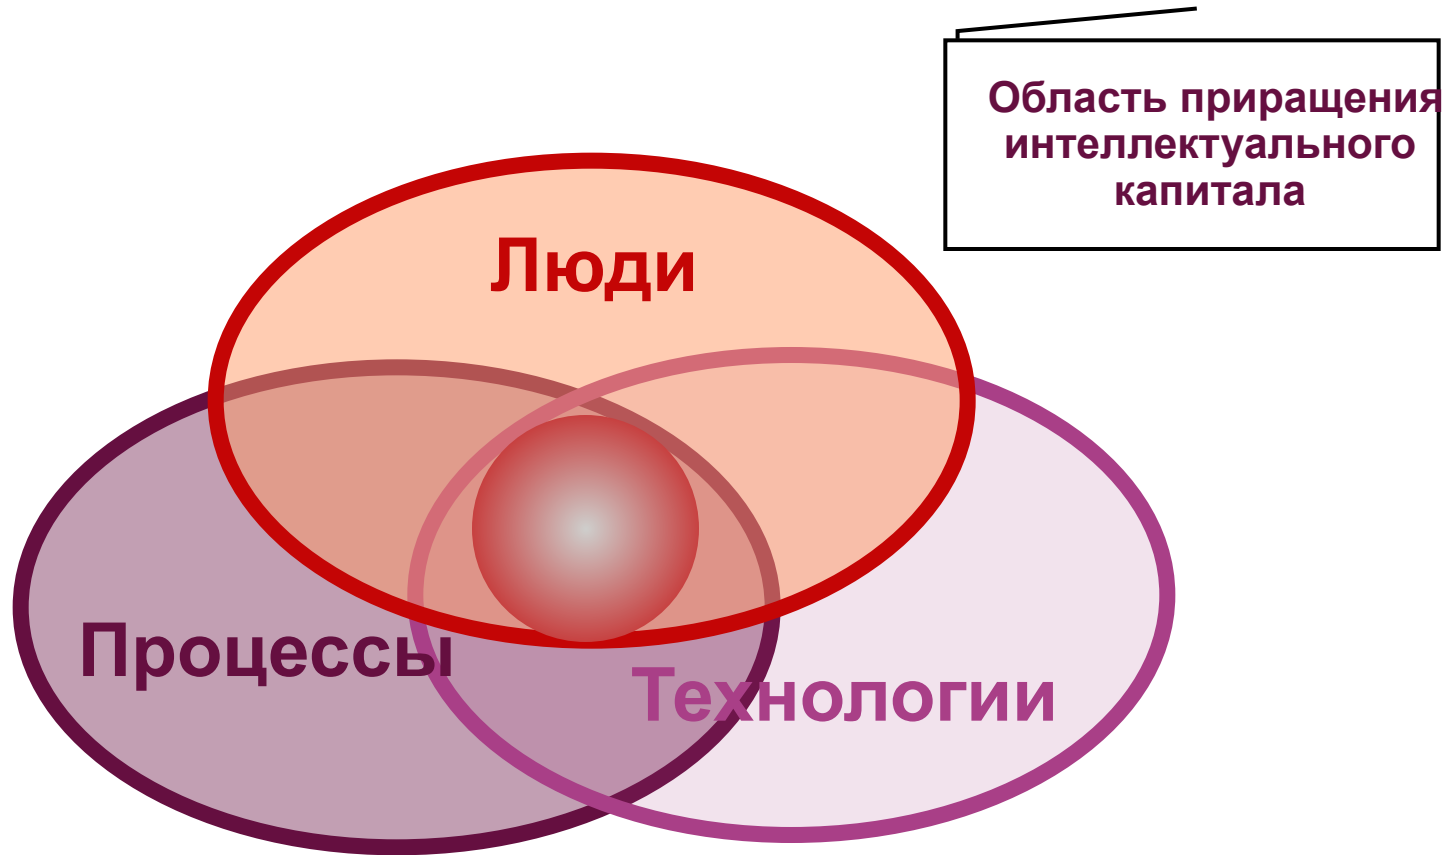 Область приращения
интеллектуального
капитала
Люди
Процессы
Технологии